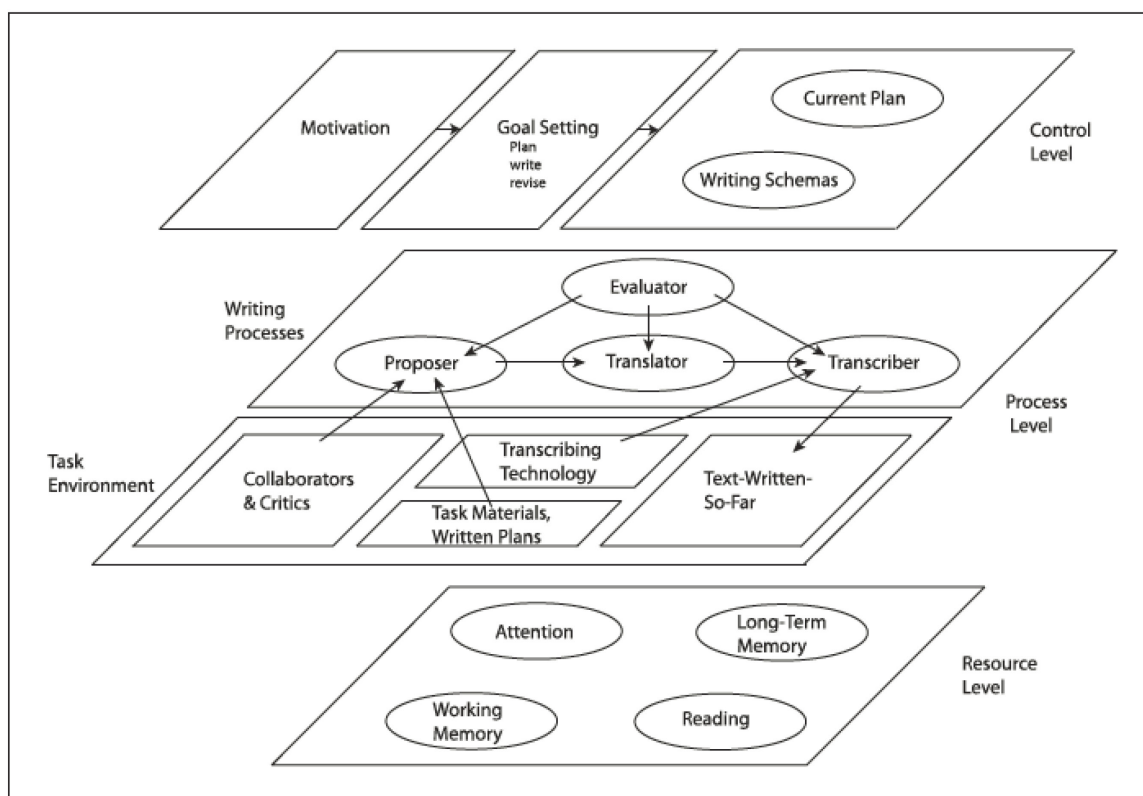 Motivation
Goal Setting
Plan
write
revise
Current Plan
Writing Schemas
Control
Level
Writing
Processes
Evaluator
Proposer
Translator
Transcriber
Process
Level
Task
Environment
Collaborators
& Critics
Transcribing
Technology
Task Materials,
Written Plans
Text-Written-
So-Far
Attention
Long-Term
Memory
Working
Memory
Reading
Resource
Level